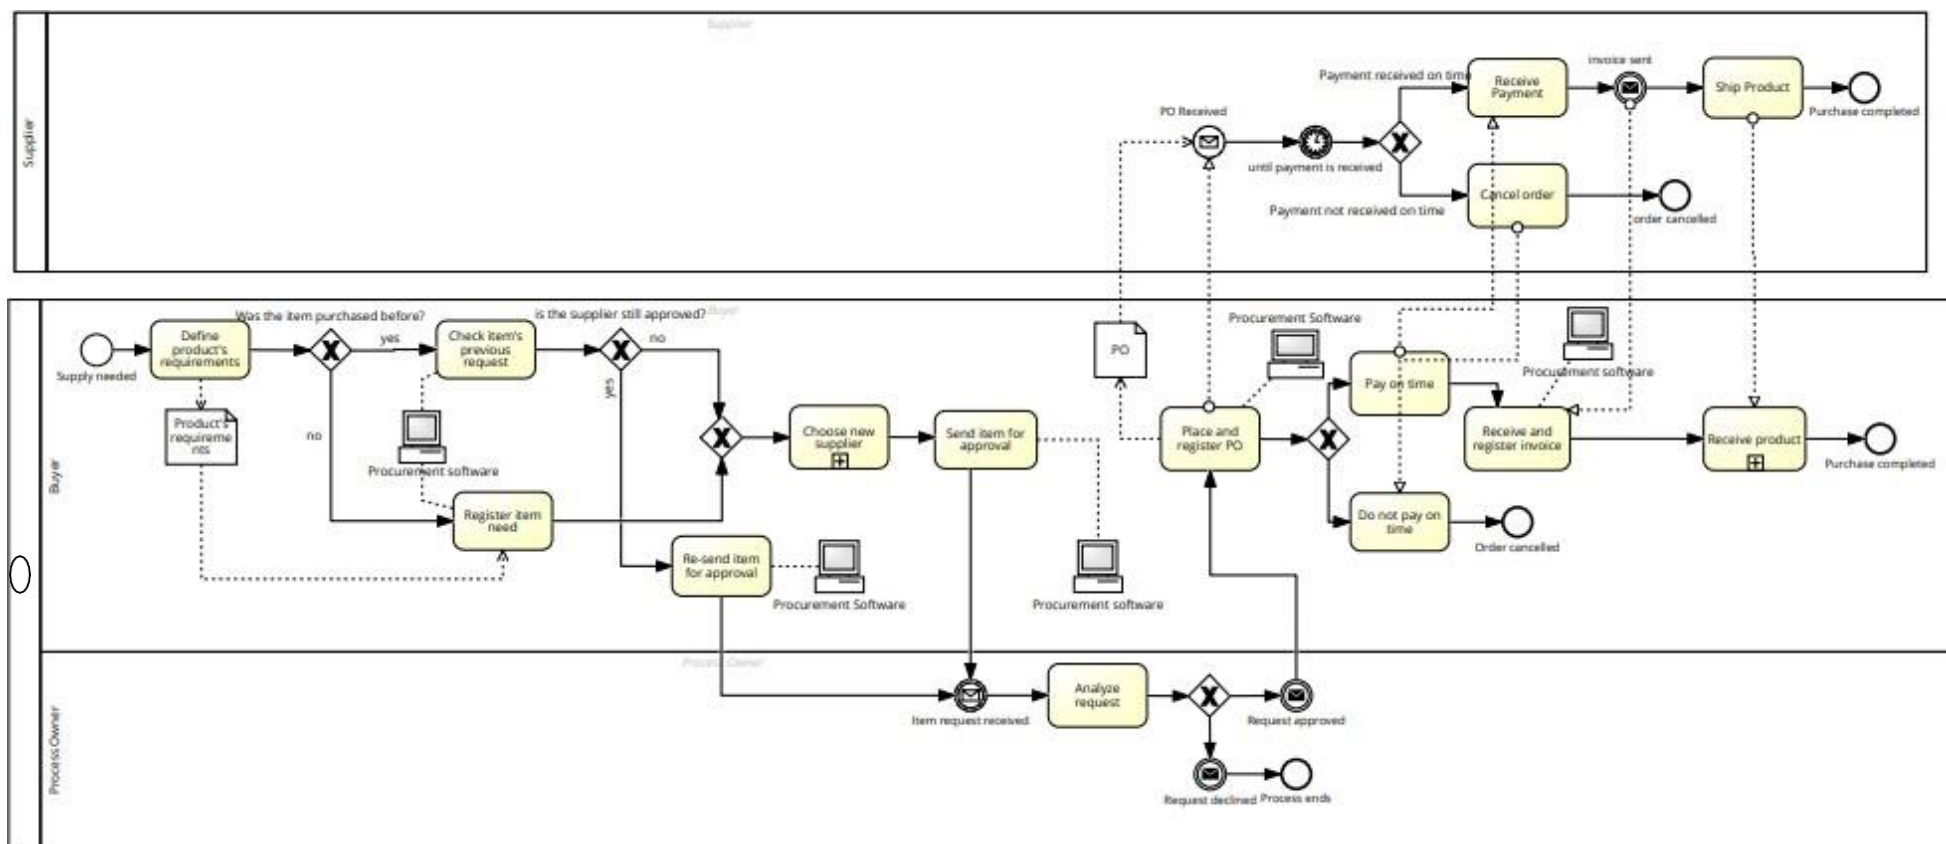 Supplier
Supplier
Payment received on time
Receive
Payment
invoice sent
Ship Product
Purchase completed
PO Received
until payment is received
Payment not received on time
Cancel order
order cancelled
Buyer
Buyer
Supply needed
Define
product's
requirements
Was the item purchased before?
yes
no
Product's
requireme
nts
Check item's
previous
request
is the supplier still approved?
no
yes
Procurement software
Register item
need
Re-send item
for approval
Procurement Software
Choose new
supplier
Send item for
approval
Procurement software
PO
Place and
register PO
Procurement Software
Pay on time
Do not pay on
time
Order cancelled
Procurement software
Receive and
register invoice
Receive product
Purchase completed
Process Owner
Process Owner
Item request received
Analyze
request
Request approved
Request declined
Process ends